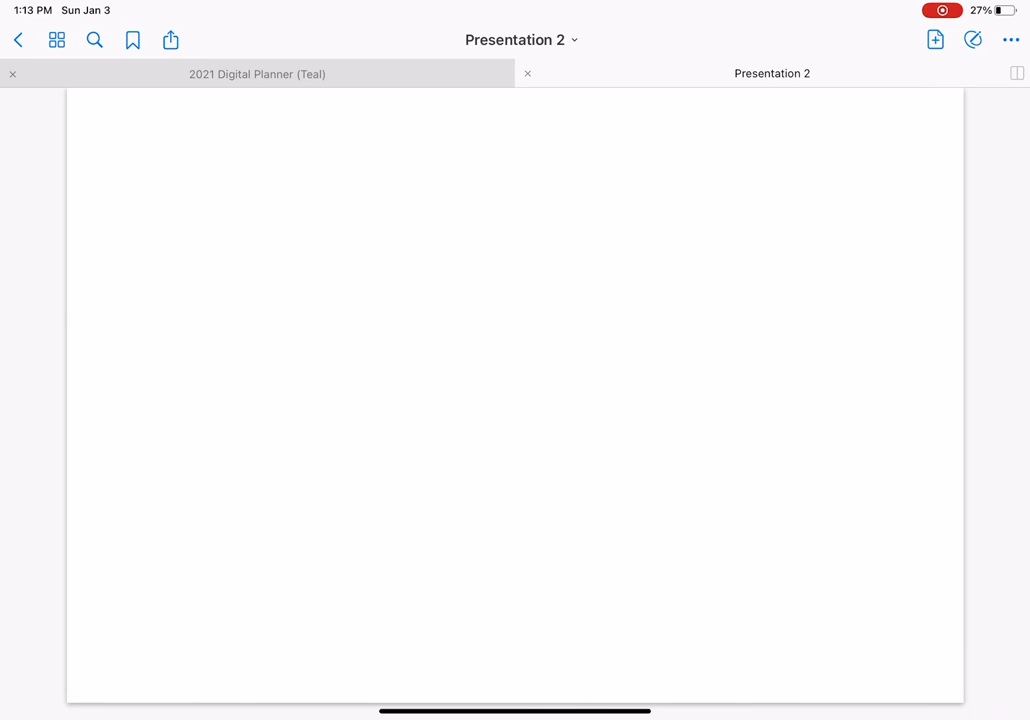 1:13 PM Sun Jan 3
27%
Presentation 2
2021 Digital Planner (Teal)
Presentation 2